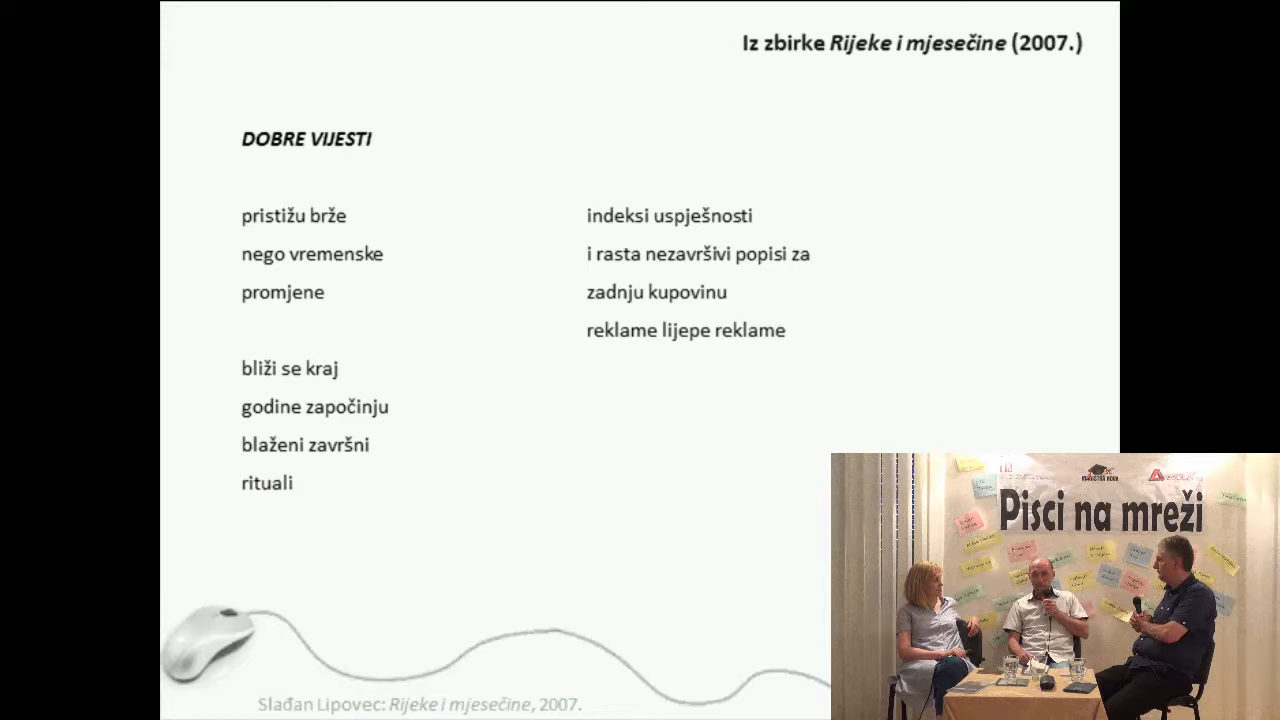 Iz zbirke Rijeke i mjesečine (2007.)
DOBRE VIJESTI
pristižu brže
nego vremenske
promjene
bliži se kraj
godine započinju
blaženi završni
rituali
indeksi uspješnosti
i rasta nezavršivi popisi za
zadnju kupovinu
reklame lijepe reklame
Slađan Lipovec: Rijeke i mjesečine, 2007.
MAGISTRA NOVA
Pisci na mreži